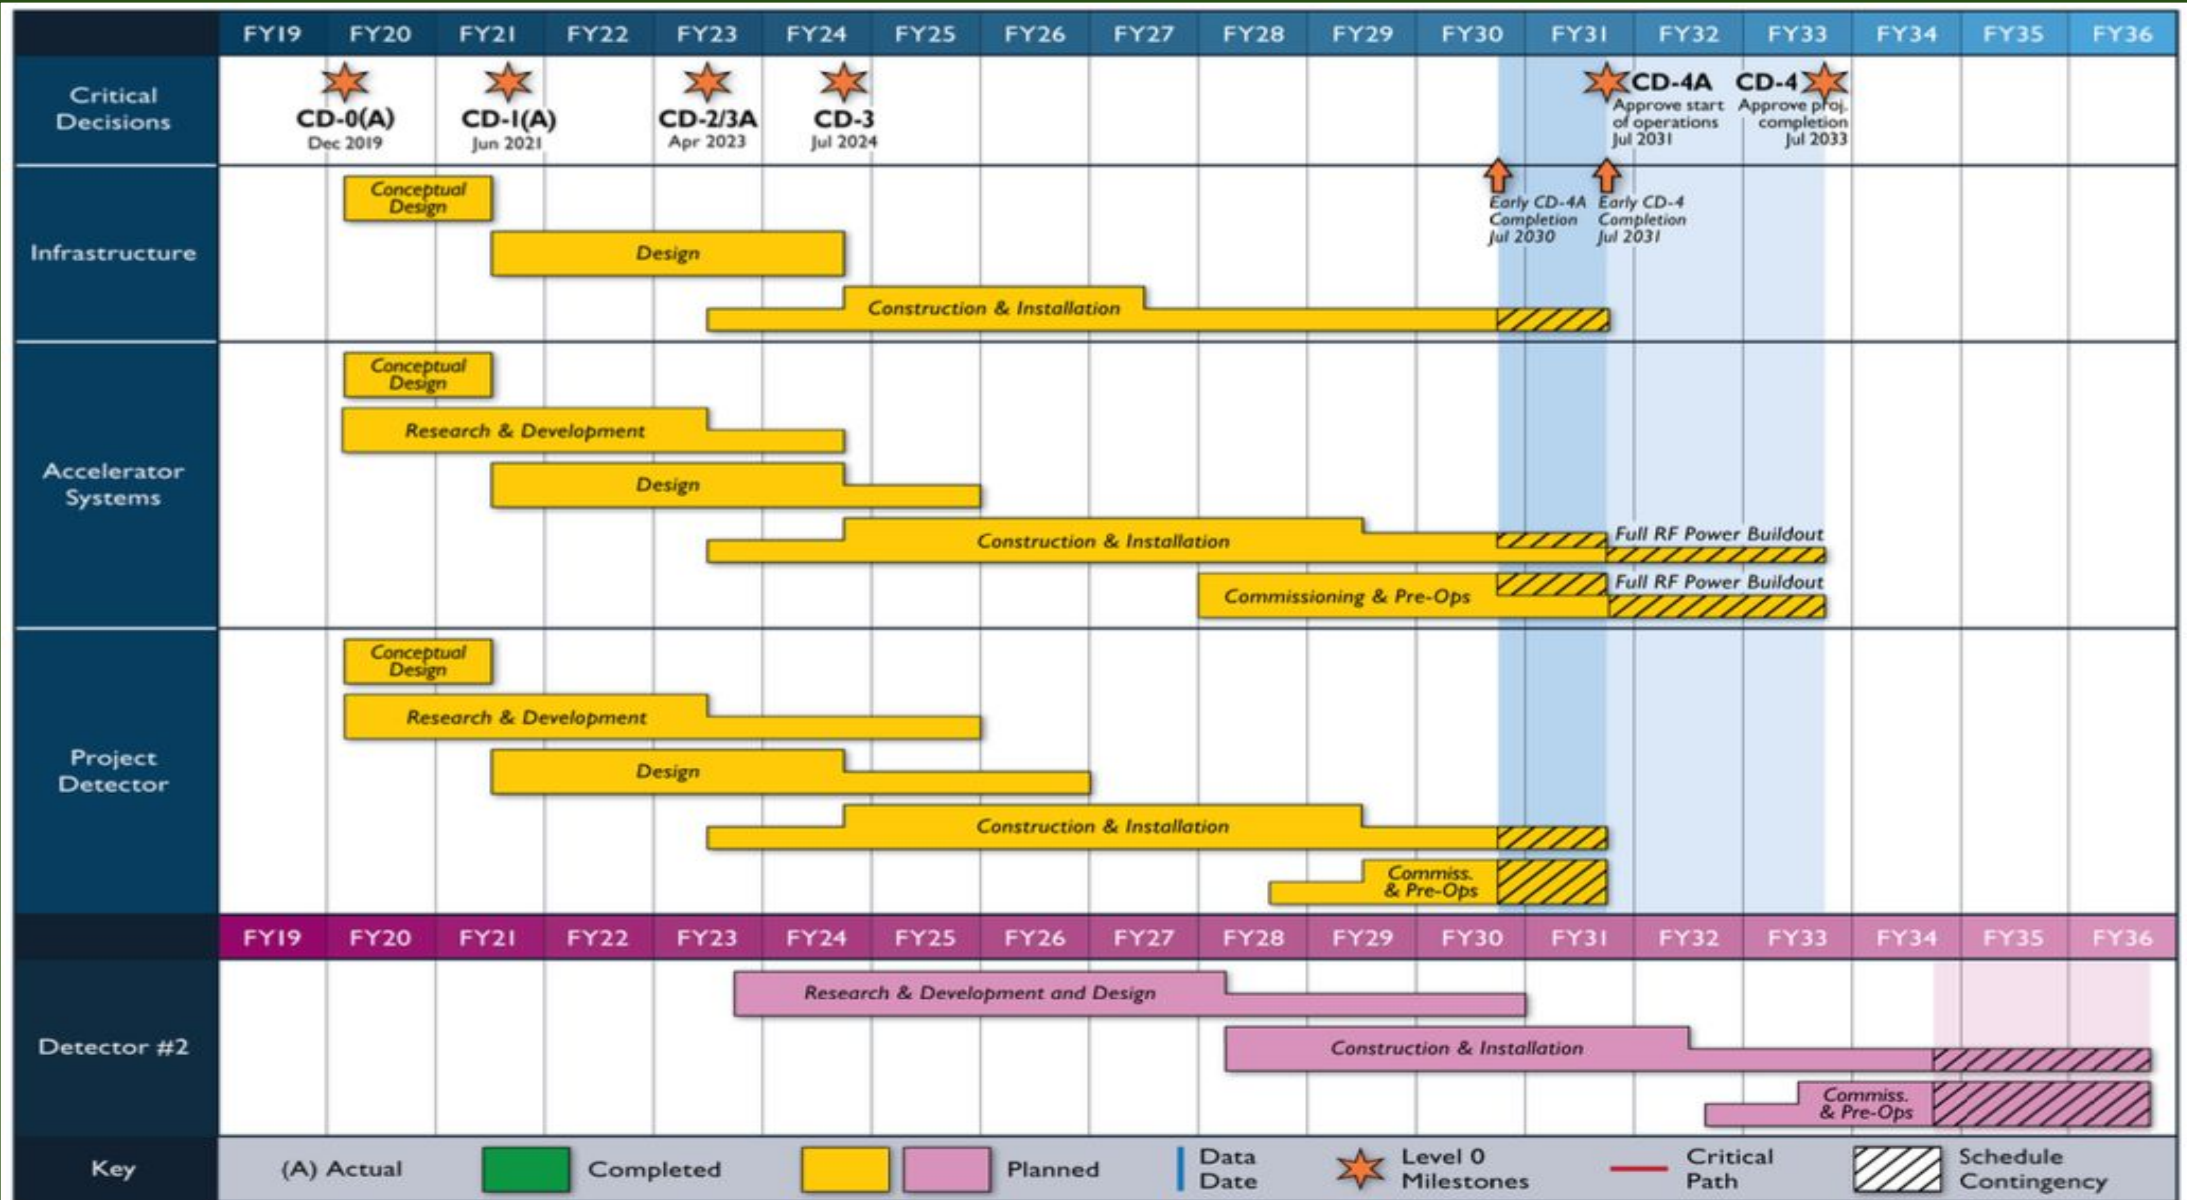 FY19 FY20 FY21 FY22 FY23 FY24 FY25 FY26 FY27 FY28 FY29 FY30 FY31 FY32 FY33 FY34 FY35 FY36
Critical
Decisions
CD-0(A)
Dec 2019
CD-1(A)
Jun 2021
CD-2/3A
Apr 2023
CD-3
Jul 2024
CD-4A
Approve start
of operations
Jul 2031
CD-4
Approve proj.
completion
Jul 2033
Early CD-4A
Completion
Jul 2030
Early CD-4
Completion
Jul 2031
Infrastructure
Conceptual
Design
Design
Construction & Installation
Accelerator
Systems
Conceptual
Design
Research & Development
Design
Construction & Installation
Full RF Power Buildout
Commissioning & Pre-Ops
Full RF Power Buildout
Project
Detector
Conceptual
Design
Research & Development
Design
Construction & Installation
Commiss.
& Pre-Ops
FY19 FY20 FY21 FY22 FY23 FY24 FY25 FY26 FY27 FY28 FY29 FY30 FY31 FY32 FY33 FY34 FY35 FY36
Detector #2
Research & Development and Design
Construction & Installation
Commiss.
& Pre-Ops
Key
(A) Actual
Completed
Planned
Data
Date
Level 0
Milestones
Critical
Path
Schedule
Contingency